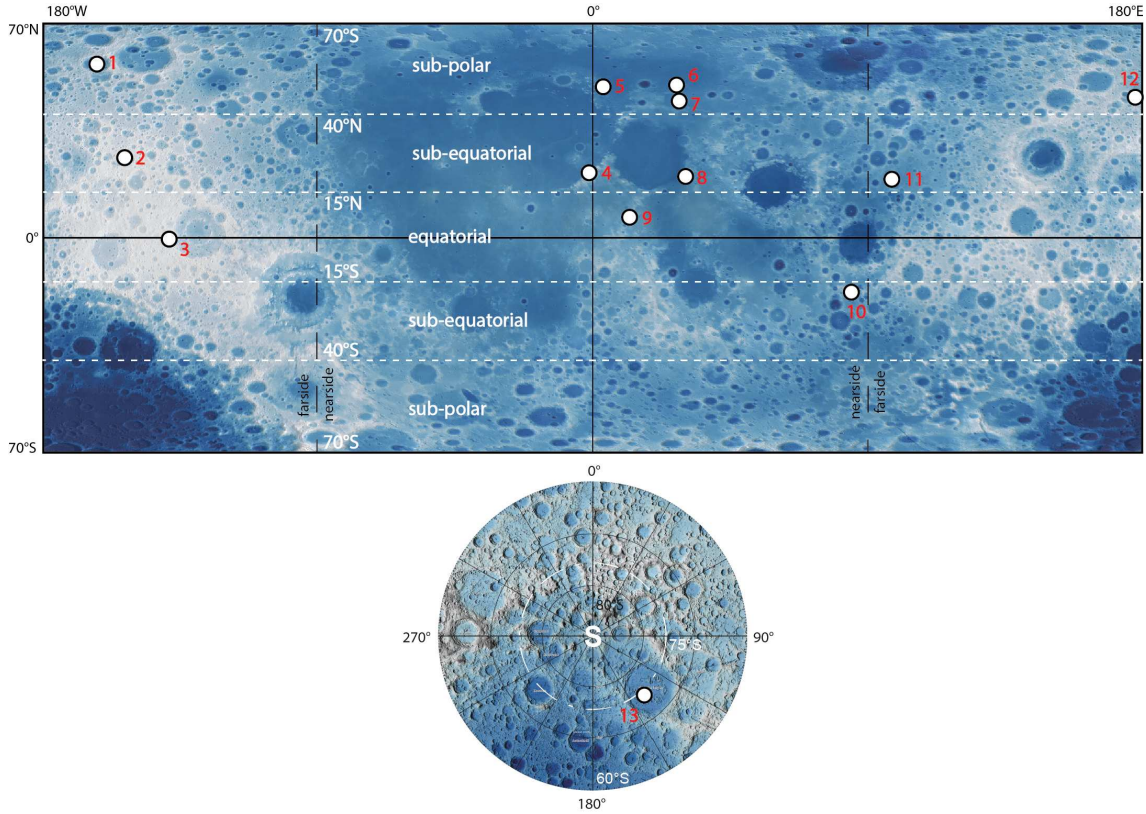 180°W 0° 180°E
70°N 70°S
1
sub-polar
5 6
7
12
40°N
2
sub-equatorial
4
8
11
15°N
9
0° equatorial
3
15°S
10
sub-equatorial
40°S
farside nearside nearside farside
sub-polar
70°S 70°S
0°
80°S
270° S 75°S 90°
13
60°S
180°